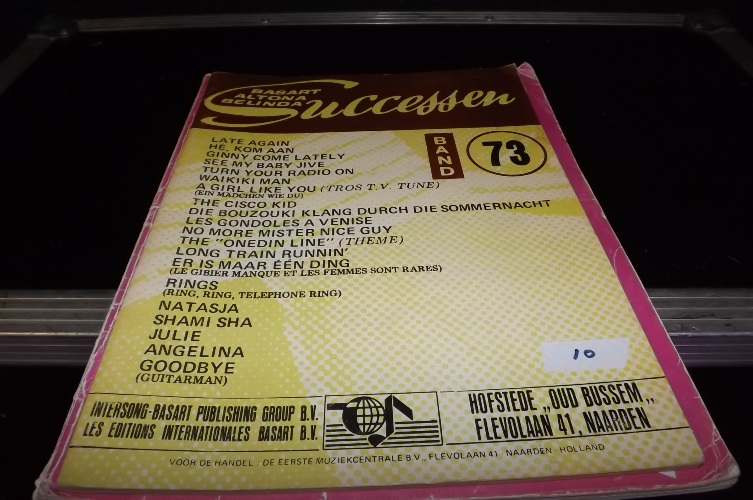 BASART
ALTONA
BELINDA
Successen
BAND
73
LATE AGAIN
HE, KOM AAN
GINNY COME LATELY
SEE MY BABY JIVE
TURN YOUR RADIO ON
WAIKIKI MAN
A GIRL LIKE YOU (TROS T.V. TUNE)
(EIN MÄDCHEN WIE DU)
THE CISCO KID
DIE BOUZOUKI KLANG DURCH DIE SOMMERNACHT
LES GONDOLES A VENISE
NO MORE MISTER NICE GUY
THE "ONEDIN LINE" (THEME)
LONG TRAIN RUNNIN'
ER IS MAAR ÉÉN DING
(LE GIBIER MANQUE ET LES FEMMES SONT RARES)
RINGS
(RING, RING, TELEPHONE RING)
NATASJA
SHAMI SHA
JULIE
ANGELINA
GOODBYE
(GUITARMAN)
10
INTERSONG-BASART PUBLISHING GROUP B.V.
LES EDITIONS INTERNATIONALES BASART B.V.
HOFSTEDE „OUD BUSSEM„
FLEVOLAAN 41, NAARDEN
VOOR DE HANDEL : DE EERSTE MUZIEKCENTRALE B.V., FLEVOLAAN 41 NAARDEN - HOLLAND